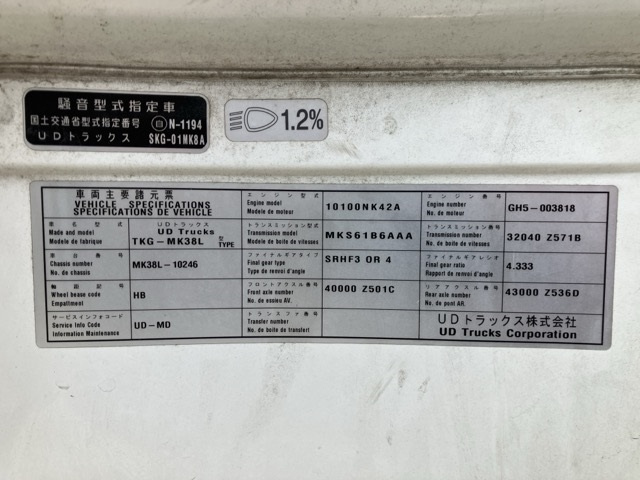 騒音型式指定車
国土交通省型式指定番号 自 N-1194
UDトラックス SKG-01MK8A
1.2%
車両主要諸元票
VEHICLE SPECIFICATIONS
SPECIFICATIONS DE VEHICLE
エンジン型式
Engine model
Modele de moteur
10100NK42A
エンジン番号
Engine number
No. de moteur
GH5-003818
車名型式
Made and model
Modele de fabrique
UDトラックス
UD Trucks
TKG-MK38L
型
TYPE
トランスミッション型式
Transmission model
No. de boite de vitesses
MKS61B6AAA
トランスミッション番号
Transmission number
No. de boite de vitesses
32040 Z571B
車台番号
Chassis number
No. de chassis
MK38L-10246
ファイナルギアタイプ
Final gear type
Type de renvoi d'angle
SRHF3 OR 4
ファイナルギアレシオ
Final gear ratio
Rapport de renvoi d'angle
4.333
軸距記号
Wheel bease code
Empattement
HB
フロントアクスル番号
Front axle number
No. de esaieu AV.
40000 Z501C
リアアクスル番号
Rear axle number
No. de pont AR.
43000 Z536D
サービスインフォコード
Service Info Code
Information Maintenance
UD-MD
トランスファ番号
Transfer number
No. de boite de transfert
UDトラックス株式会社
UD Trucks Corporation